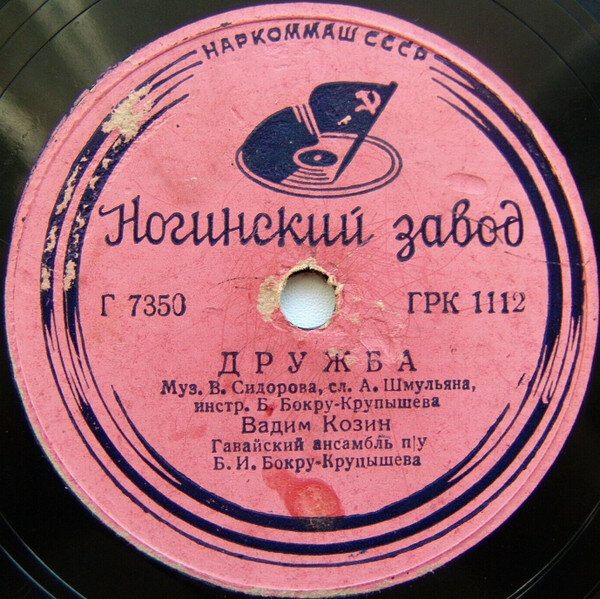 НАРКОММАШ СССР
Ногинский завод
Г 7350 ГРК 1112
ДРУЖБА
Муз. В. Сидорова, сл. А. Шмульяна,
инстр. Б. Бокру-Крупышева
Вадим Козин
Гавайский ансамбль п/у
Б. И. Бокру-Крупышева